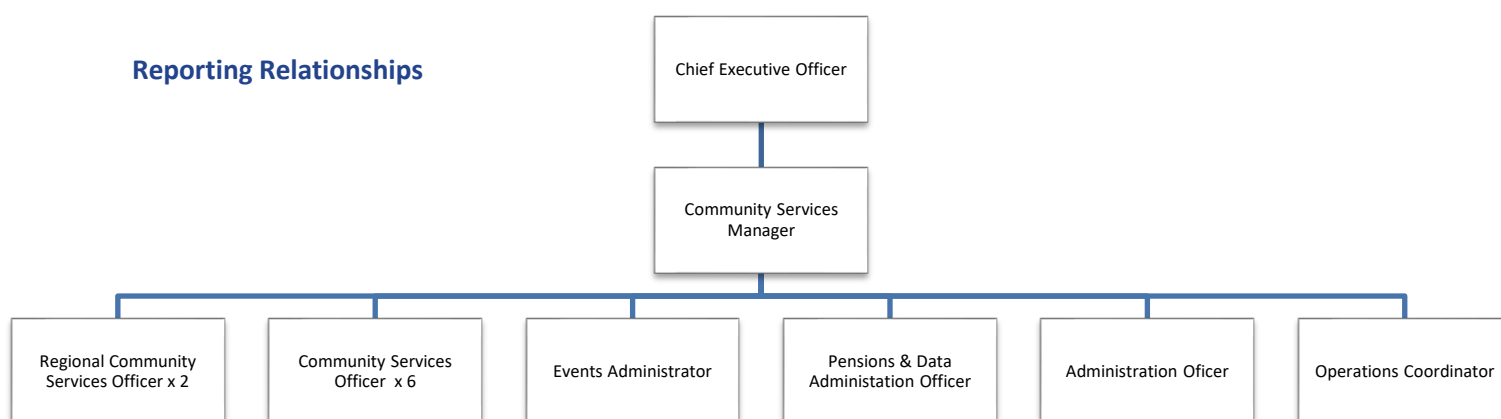 Reporting Relationships
Chief Executive Officer
Community Services
Manager
Regional Community
Services Officer x 2
Community Services
Officer  x 6
Events Administrator
Pensions & Data
Administation Officer
Administration Oficer
Operations Coordinator